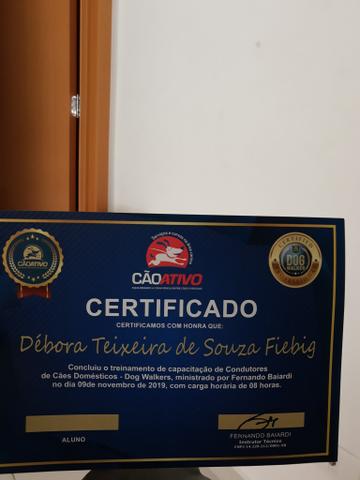 CÃOATIVO
CERTIFICADO
CERTIFICAMOS COM HONRA QUE:
Débora Teixeira de Souza Fiebig
Concluiu o treinamento de capacitação de Condutores
de Cães Domésticos - Dog Walkers, ministrado por Fernando Baiardi
no dia 09de novembro de 2019, com carga horária de 08 horas.
CÃOATIVO
CERTIFIED
DOG
WALKER
ALUNO
FERNANDO BAIARDI
Instrutor Técnico